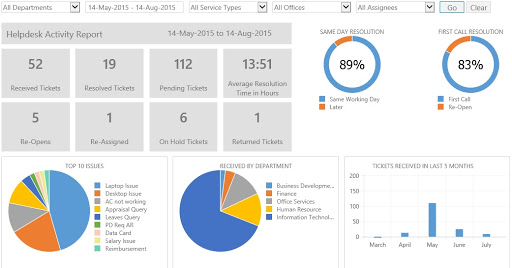 All Departments
14-May-2015 - 14-Aug-2015
All Service Types
All Offices
All Assignees
Go
Clear
Helpdesk Activity Report
14-May-2015 to 14-Aug-2015
52
Received Tickets
19
Resolved Tickets
112
Pending Tickets
13:51
Average Resolution
Time in Hours
5
Re-Opens
1
Re-Assigned
6
On Hold Tickets
1
Returned Tickets
SAME DAY RESOLUTION
89%
Same Working Day
Later
FIRST CALL RESOLUTION
83%
First Call
Re-Open
TOP 10 ISSUES
Laptop Issue
Desktop Issue
AC not working
Appraisal Query
Leaves Query
PD Req AR
Data Card
Salary Issue
Reimbursement
RECEIVED BY DEPARTMENT
Business Developme...
Finance
Office Services
Human Resource
Information Technol...
TICKETS RECEIVED IN LAST 5 MONTHS
200
150
100
50
0
March
April
May
June
July